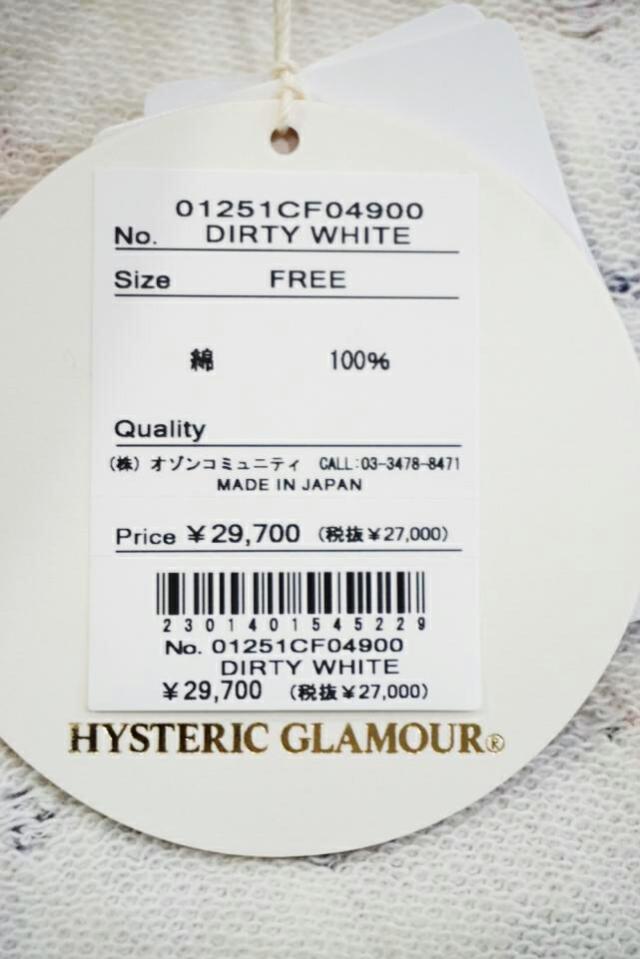 01251CF04900
No. DIRTY WHITE
Size FREE
綿 100%
Quality
(株) オゾンコミュニティ CALL:03-3478-8471
MADE IN JAPAN
Price ¥29,700 (税抜¥27,000)
2301401545229
No. 01251CF04900
DIRTY WHITE
¥29,700 (税抜¥27,000)
HYSTERIC GLAMOUR®